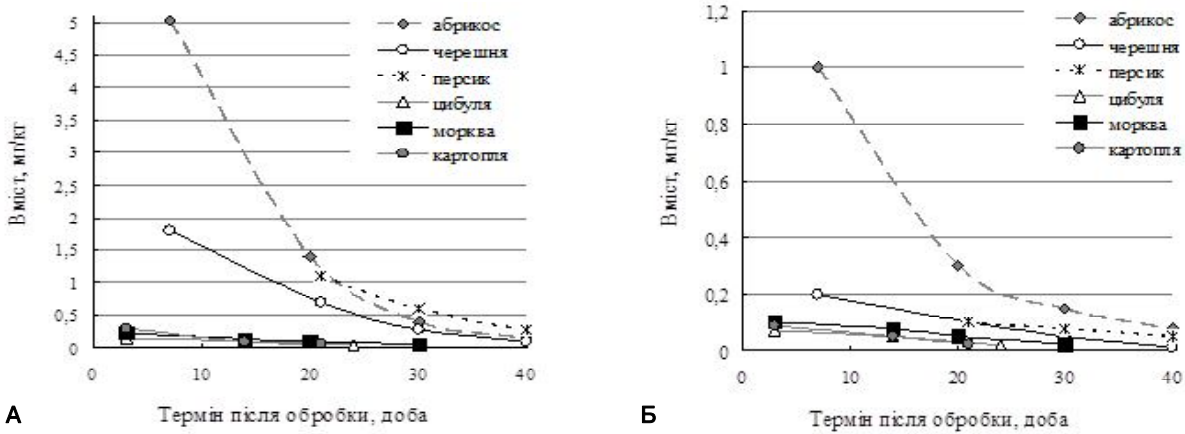 5
4,5
4
3,5
3
2,5
2
1,5
1
0,5
0
Вміст, мг/кг
0 10 20 30 40
Термін після обробки, доба
абрикос
черешня
персик
цибуля
морква
картопля
А
1,2
1
0,8
0,6
0,4
0,2
0
Вміст, мг/кг
0 10 20 30 40
Термін після обробки, доба
абрикос
черешня
персик
цибуля
морква
картопля
Б